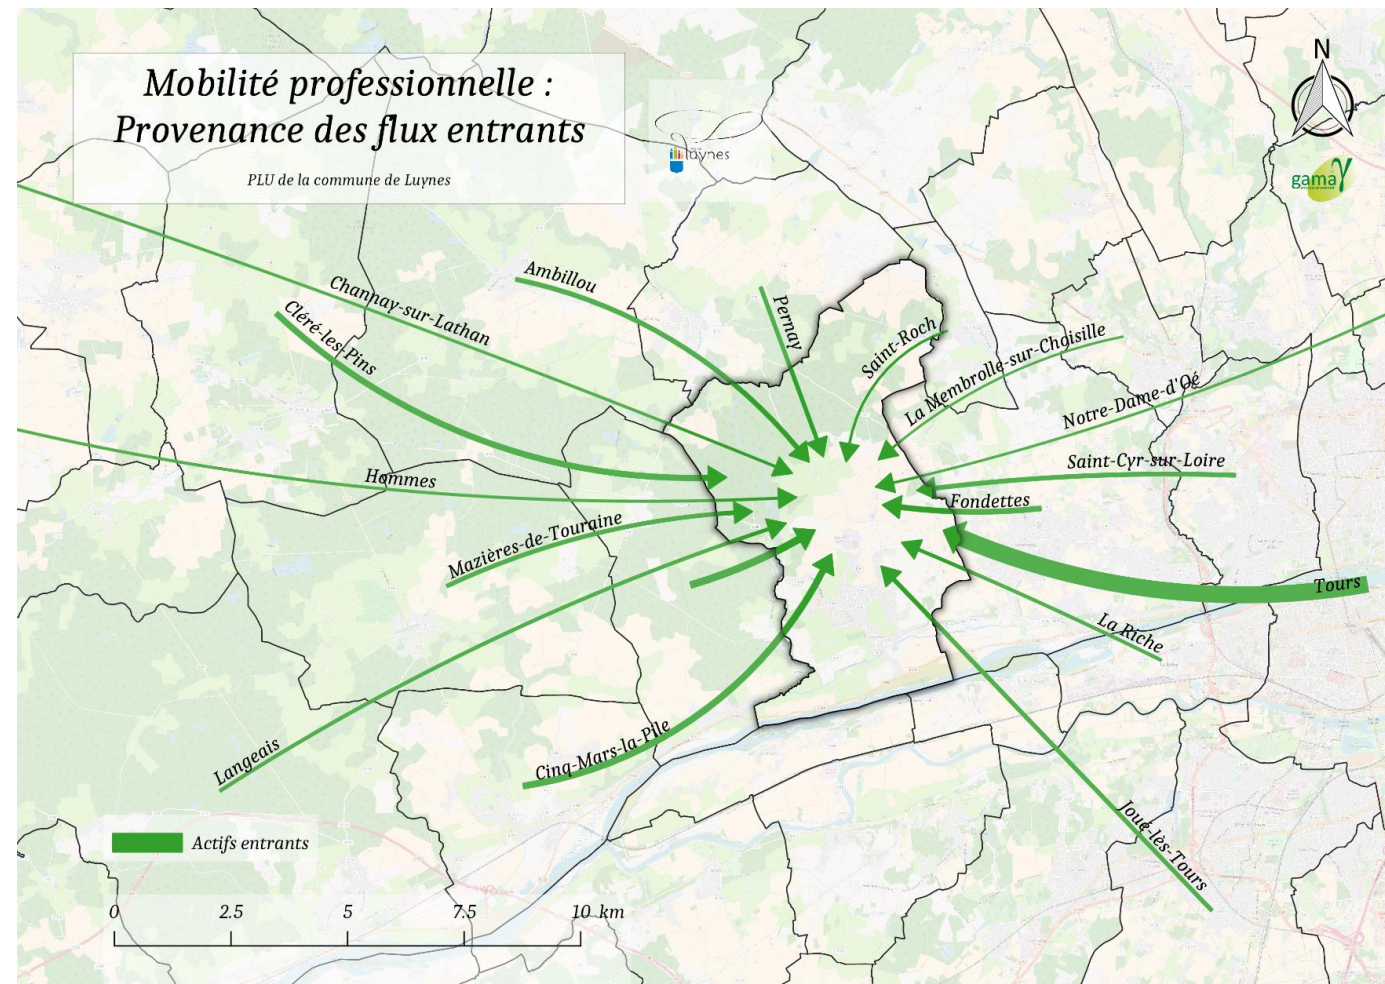 Mobilité professionnelle :
Provenance des flux entrants
PLU de la commune de Luynes
luynes
N
gama
Ambillou
Channay-sur-Lathan
Cléré-les-Pins
Pernay
Saint-Roch
La Membrolle-sur-Choisille
Notre-Dame-d'Oé
Saint-Cyr-sur-Loire
Hommes
Fondettes
Mazières-de-Touraine
Tours
La Riche
Cinq-Mars-la-Pile
Langeais
Joué-lès-Tours
Actifs entrants
0 2.5 5 7.5 10 km